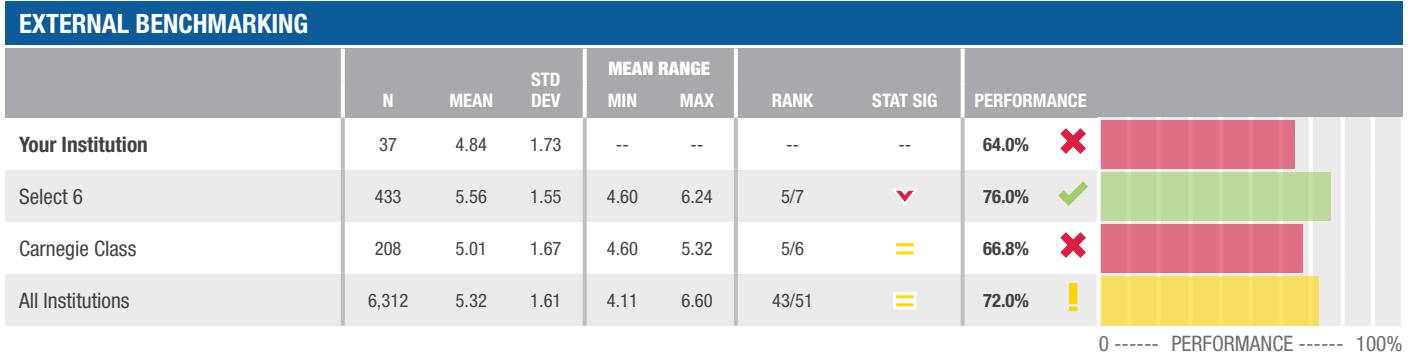 EXTERNAL BENCHMARKING
N MEAN STD DEV MEAN RANGE MIN MAX RANK STAT SIG PERFORMANCE
Your Institution 37 4.84 1.73 -- -- -- -- 64.0%
Select 6 433 5.56 1.55 4.60 6.24 5/7 76.0%
Carnegie Class 208 5.01 1.67 4.60 5.32 5/6 = 66.8%
All Institutions 6,312 5.32 1.61 4.11 6.60 43/51 = 72.0% !
0 ------ PERFORMANCE ------ 100%